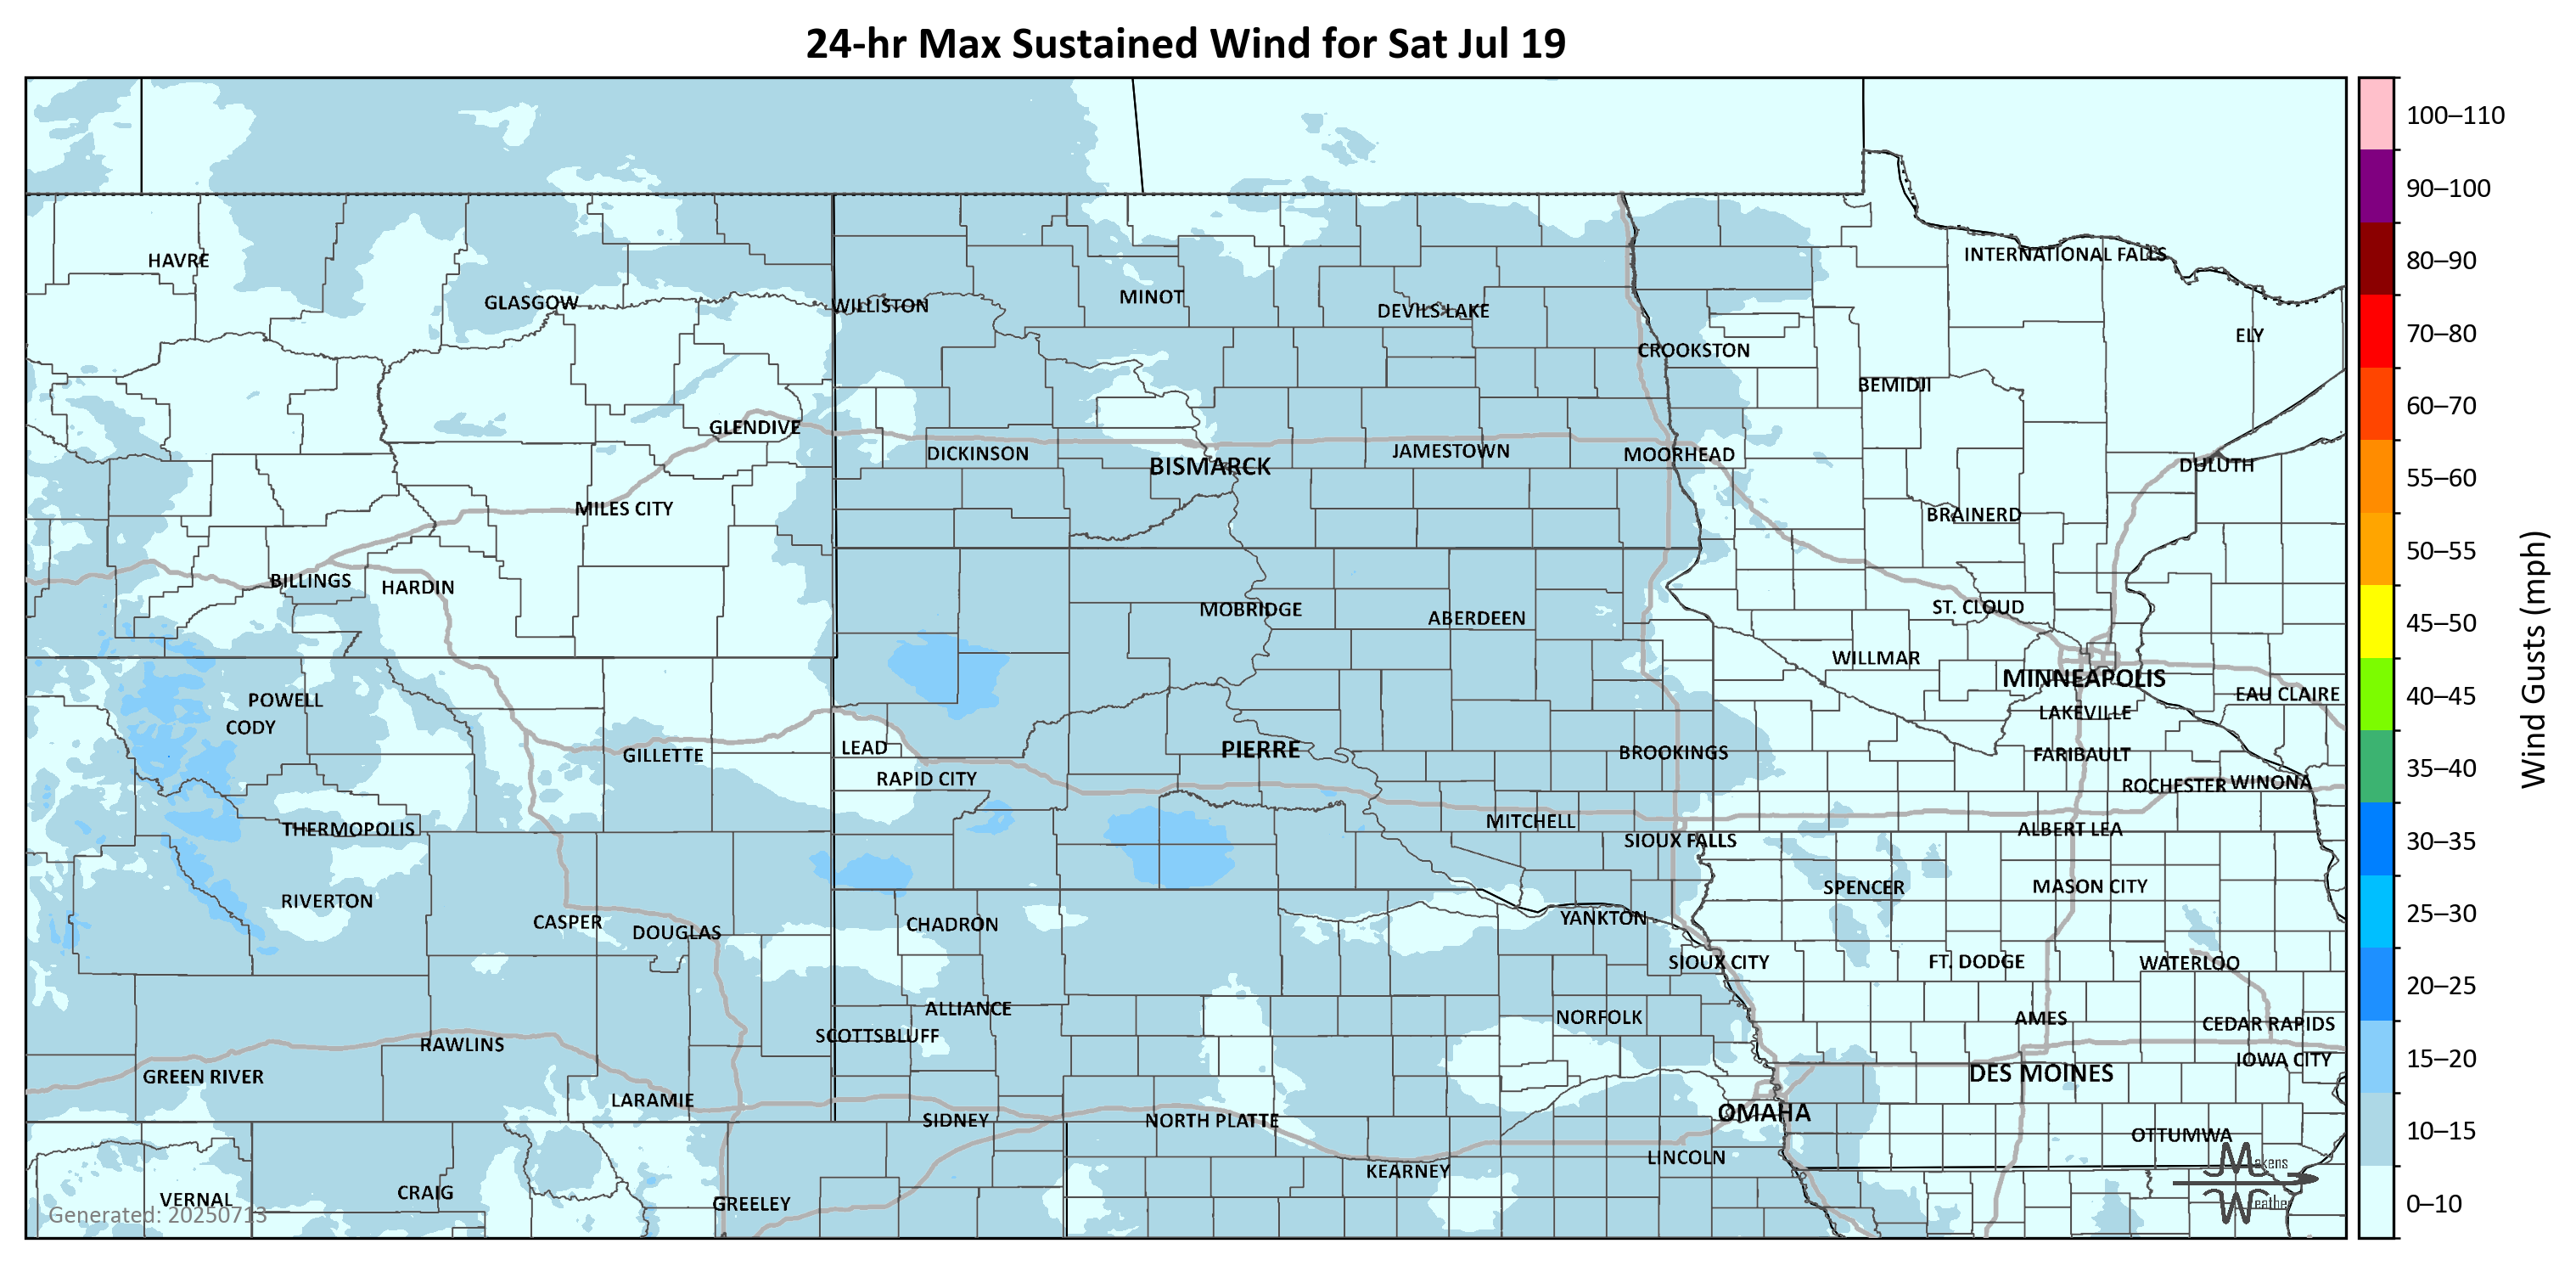 24-hr Max Sustained Wind for Sat Jul 19
100–110
90–100
80–90
70–80
60–70
55–60
50–55
45–50
40–45
35–40
30–35
25–30
20–25
15–20
10–15
0–10
Wind Gusts (mph)
HAVRE
INTERNATIONAL FALLS
GLASGOW
WILLISTON
MINOT
DEVILS LAKE
ELY
CROOKSTON
BEMIDJI
GLENDIVE
DICKINSON
BISMARCK
JAMESTOWN
MOORHEAD
DULUTH
MILES CITY
BRAINERD
BILLINGS
HARDIN
MOBRIDGE
ABERDEEN
ST. CLOUD
WILLMAR
MINNEAPOLIS
POWELL
EAU CLAIRE
CODY
LAKEVILLE
GILLETTE
LEAD
PIERRE
BROOKINGS
FARIBAULT
RAPID CITY
ROCHESTER
WINONA
THERMOPOLIS
MITCHELL
ALBERT LEA
SIOUX FALLS
RIVERTON
SPENCER
MASON CITY
CASPER
DOUGLAS
CHADRON
YANKTON
SIOUX CITY
FT. DODGE
WATERLOO
ALLIANCE
NORFOLK
AMES
CEDAR RAPIDS
SCOTTSBLUFF
RAWLINS
IOWA CITY
GREEN RIVER
DES MOINES
LARAMIE
SIDNEY
NORTH PLATTE
OMAHA
OTTUMWA
KEARNEY
LINCOLN
VERNAL
CRAIG
GREELEY
Makens
Weather
Generated: 20250713